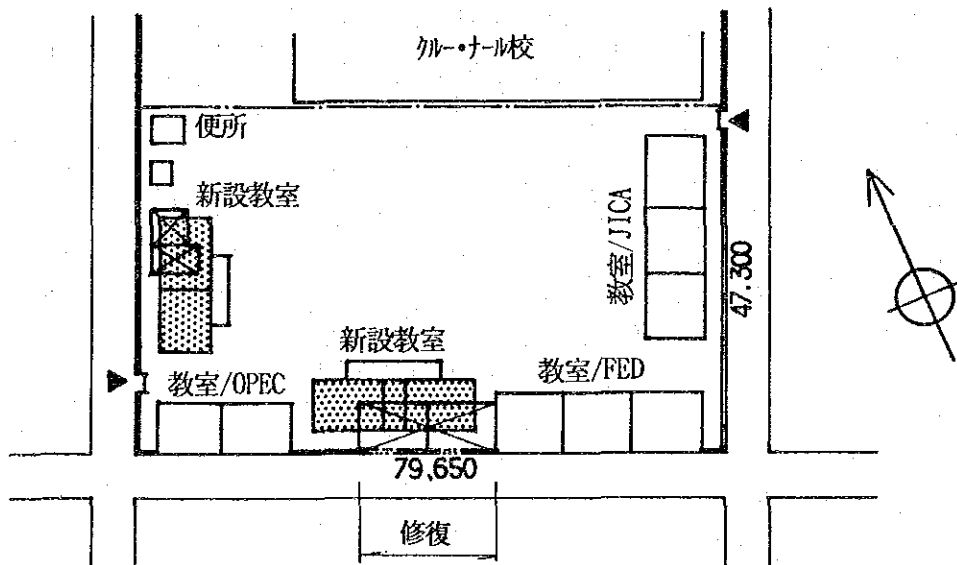 クルー・ナール校
便所
新設教室
教室/JICA
47.300
新設教室
教室/OPEC
教室/FED
79,650
修復